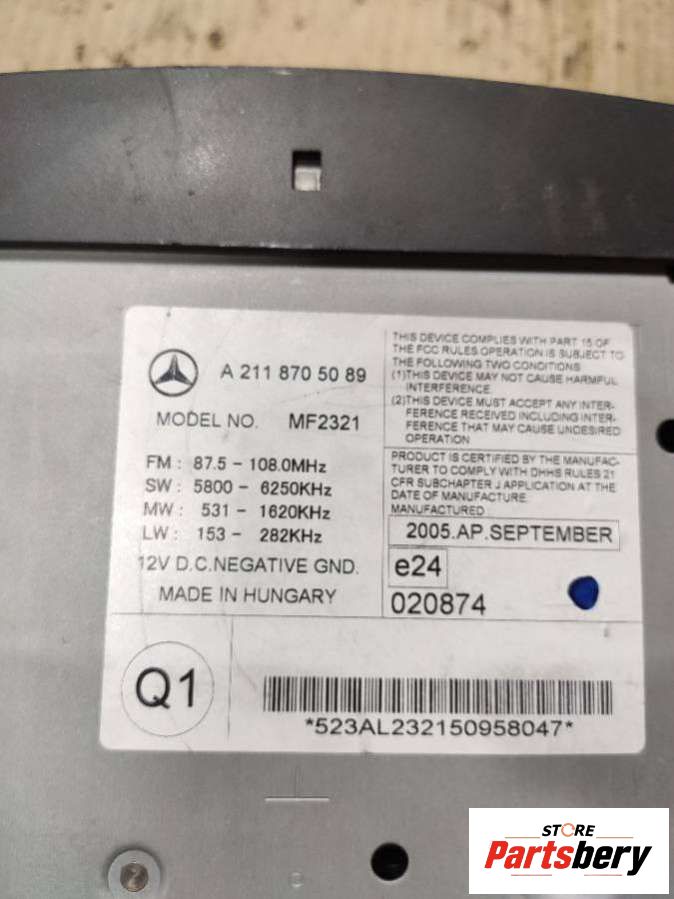 A 211 870 50 89
MODEL NO. MF2321
FM : 87.5 - 108.0MHz
SW : 5800 - 6250KHz
MW : 531 - 1620KHz
LW : 153 - 282KHz
12V D.C.NEGATIVE GND.
MADE IN HUNGARY
THIS DEVICE COMPLIES WITH PART 15 OF
THE FCC RULES OPERATION IS SUBJECT TO
THE FOLLOWING TWO CONDITIONS
(1)THIS DEVICE MAY NOT CAUSE HARMFUL
INTERFERENCE.
(2)THIS DEVICE MUST ACCEPT ANY INTER-
FERENCE RECEIVED INCLUDING INTER-
FERENCE THAT MAY CAUSE UNDESIRED
OPERATION
PRODUCT IS CERTIFIED BY THE MANUFAC-
TURER TO COMPLY WITH DHHS RULES 21
CFR SUBCHAPTER J APPLICATION AT THE
DATE OF MANUFACTURE.
MANUFACTURED :
2005.AP.SEPTEMBER
e24
020874
Q1
*523AL232150958047*
STORE
Partsbery